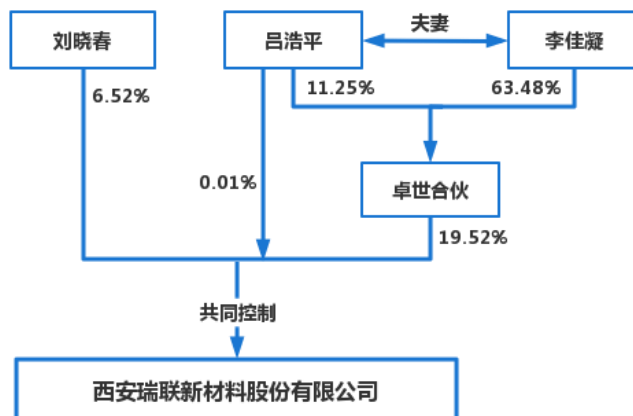 刘晓春
吕浩平
夫妻
李佳凝
6.52%
11.25%
63.48%
0.01%
卓世合伙
19.52%
共同控制
西安瑞联新材料股份有限公司